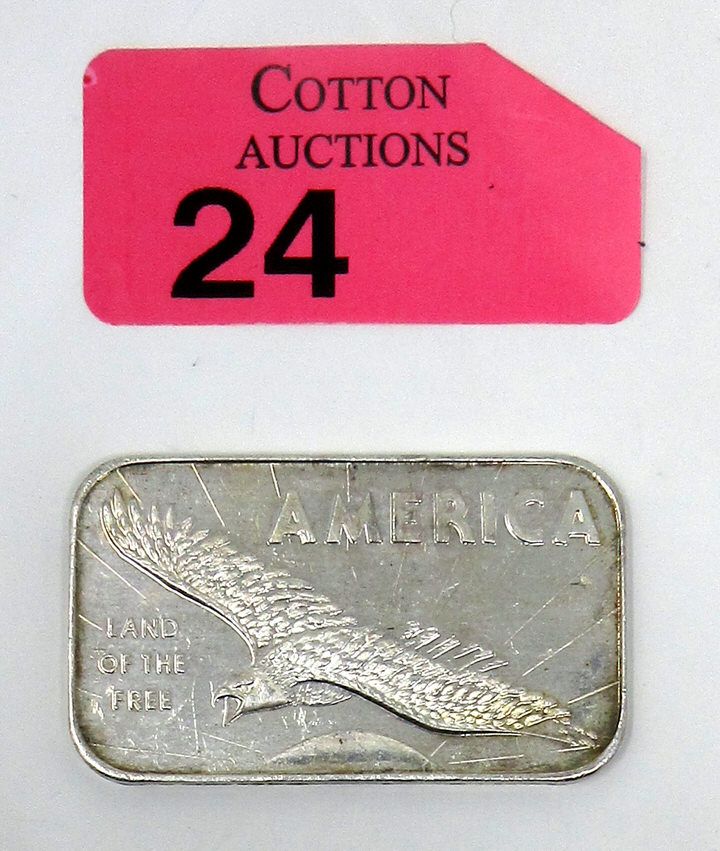 COTTON
AUCTIONS
24
AMERICA
LAND
OF THE
FREE